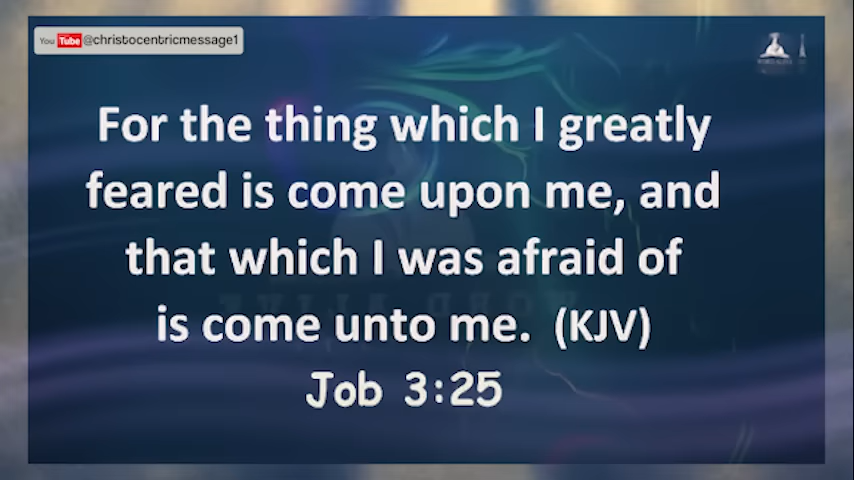 You Tube @christocentricmessage1
For the thing which I greatly
feared is come upon me, and
that which I was afraid of
is come unto me. (KJV)
Job 3:25